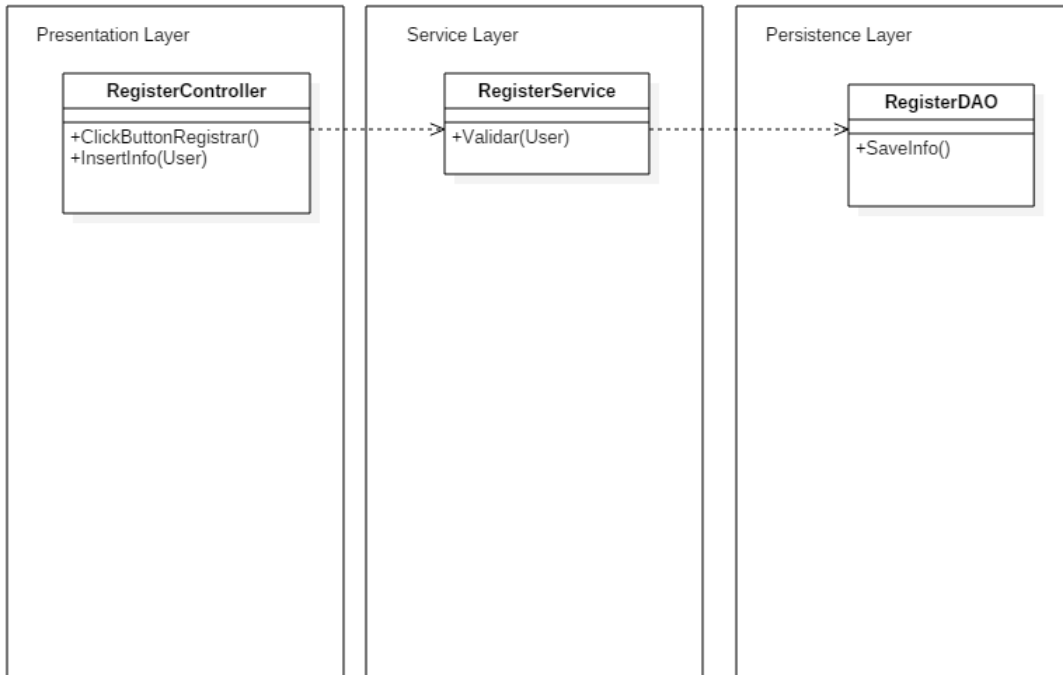 Presentation Layer
RegisterController
+ClickButtonRegistrar()
+InsertInfo(User)
Service Layer
RegisterService
+Validar(User)
Persistence Layer
RegisterDAO
+SaveInfo()